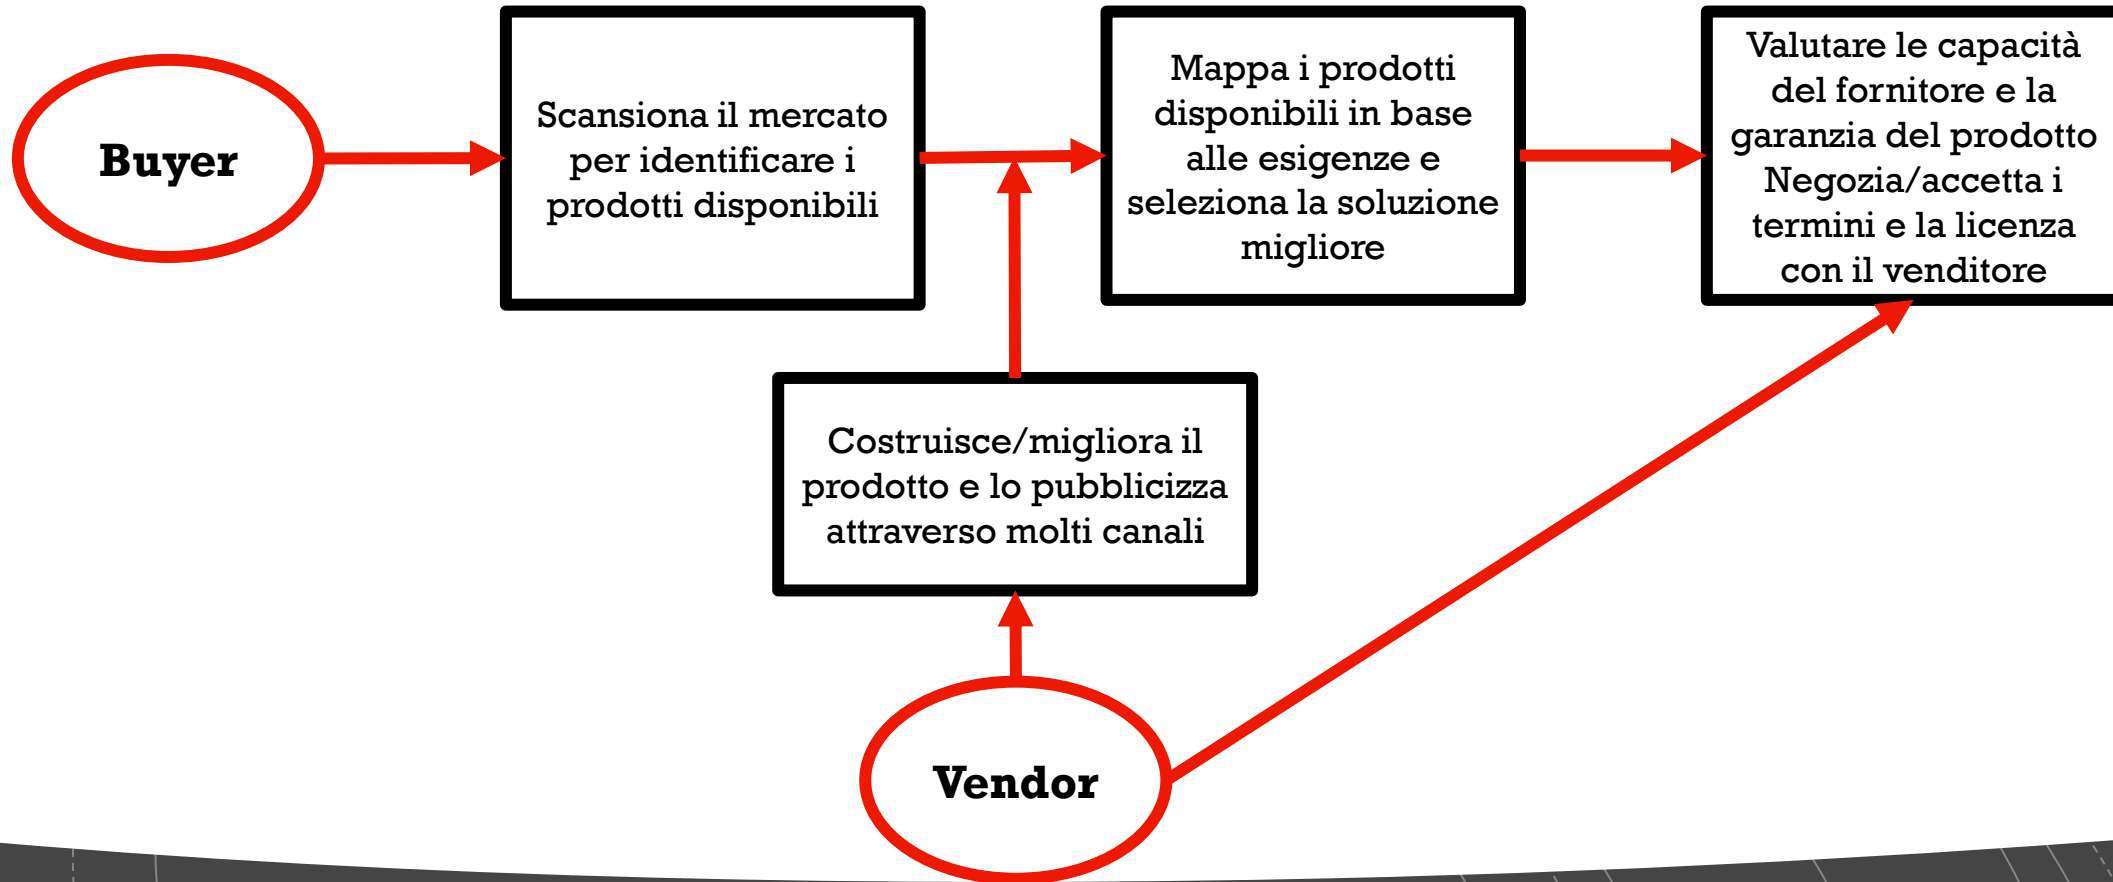 Buyer
Scansiona il mercato
per identificare i
prodotti disponibili
Mappa i prodotti
disponibili in base
alle esigenze e
seleziona la soluzione
migliore
Valutare le capacità
del fornitore e la
garanzia del prodotto
Negozia/accetta i
termini e la licenza
con il venditore
Costruisce/migliora il
prodotto e lo pubblicizza
attraverso molti canali
Vendor